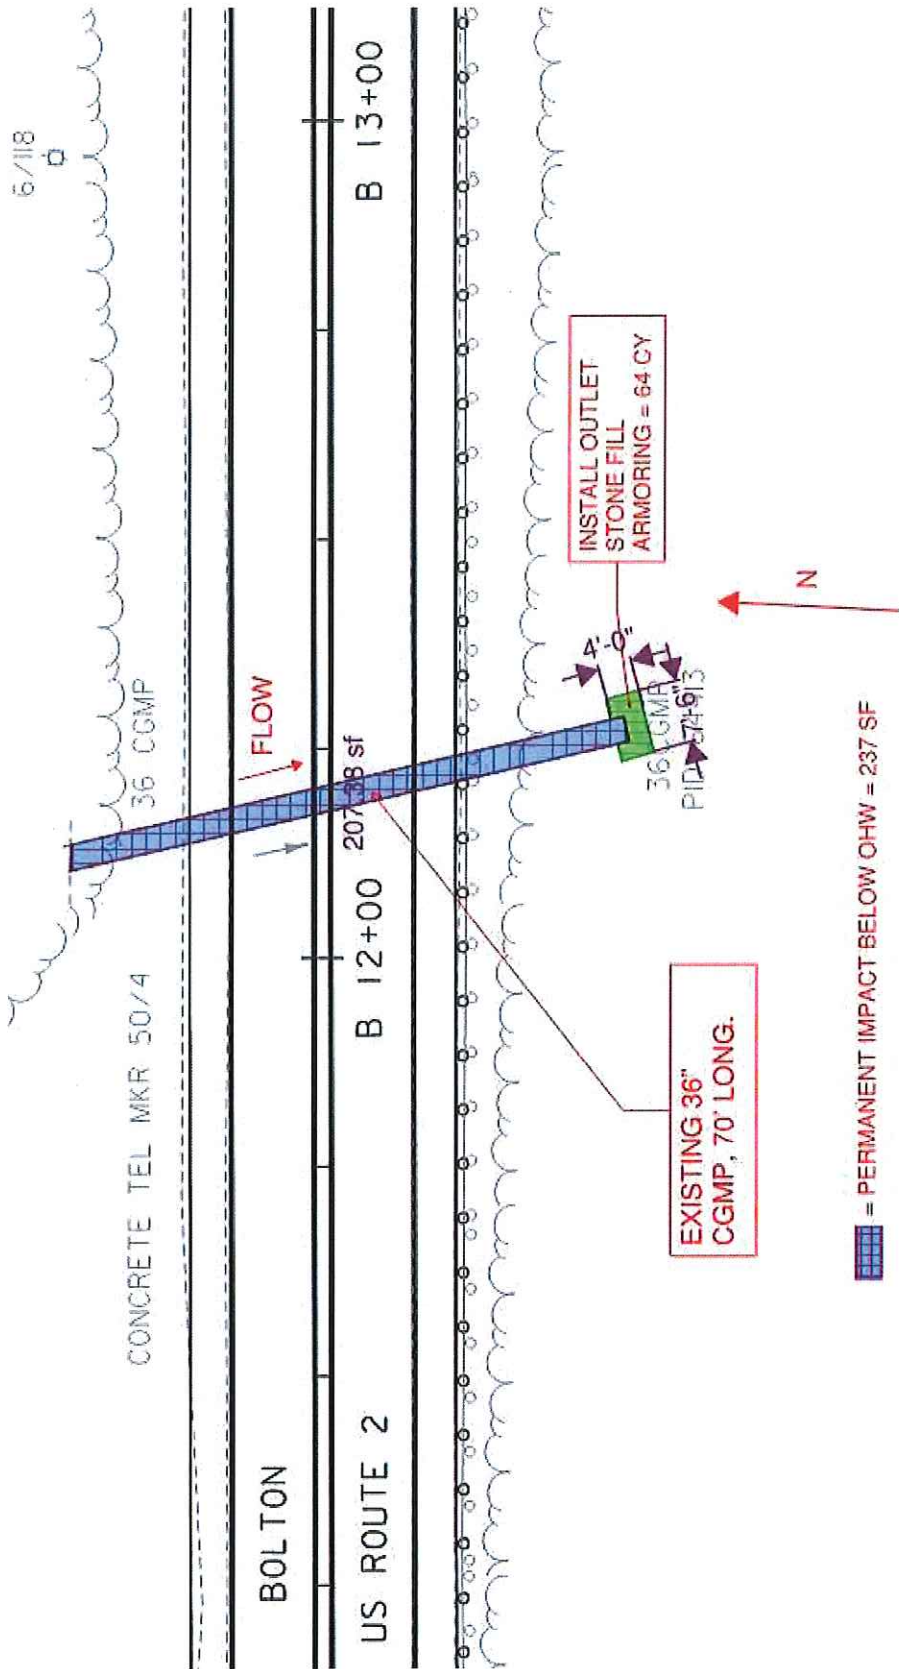 6/118
CONCRETE TEL MKR 50/4
36 CGMP
FLOW
BOLTON
US ROUTE 2
B 12+00
B 13+00
207.38 sf
INSTALL OUTLET
STONE FILL
ARMORING = 64 CY
4'-0"
7'-6"
EXISTING 36"
CGMP, 70' LONG.
N
= PERMANENT IMPACT BELOW OHW = 237 SF